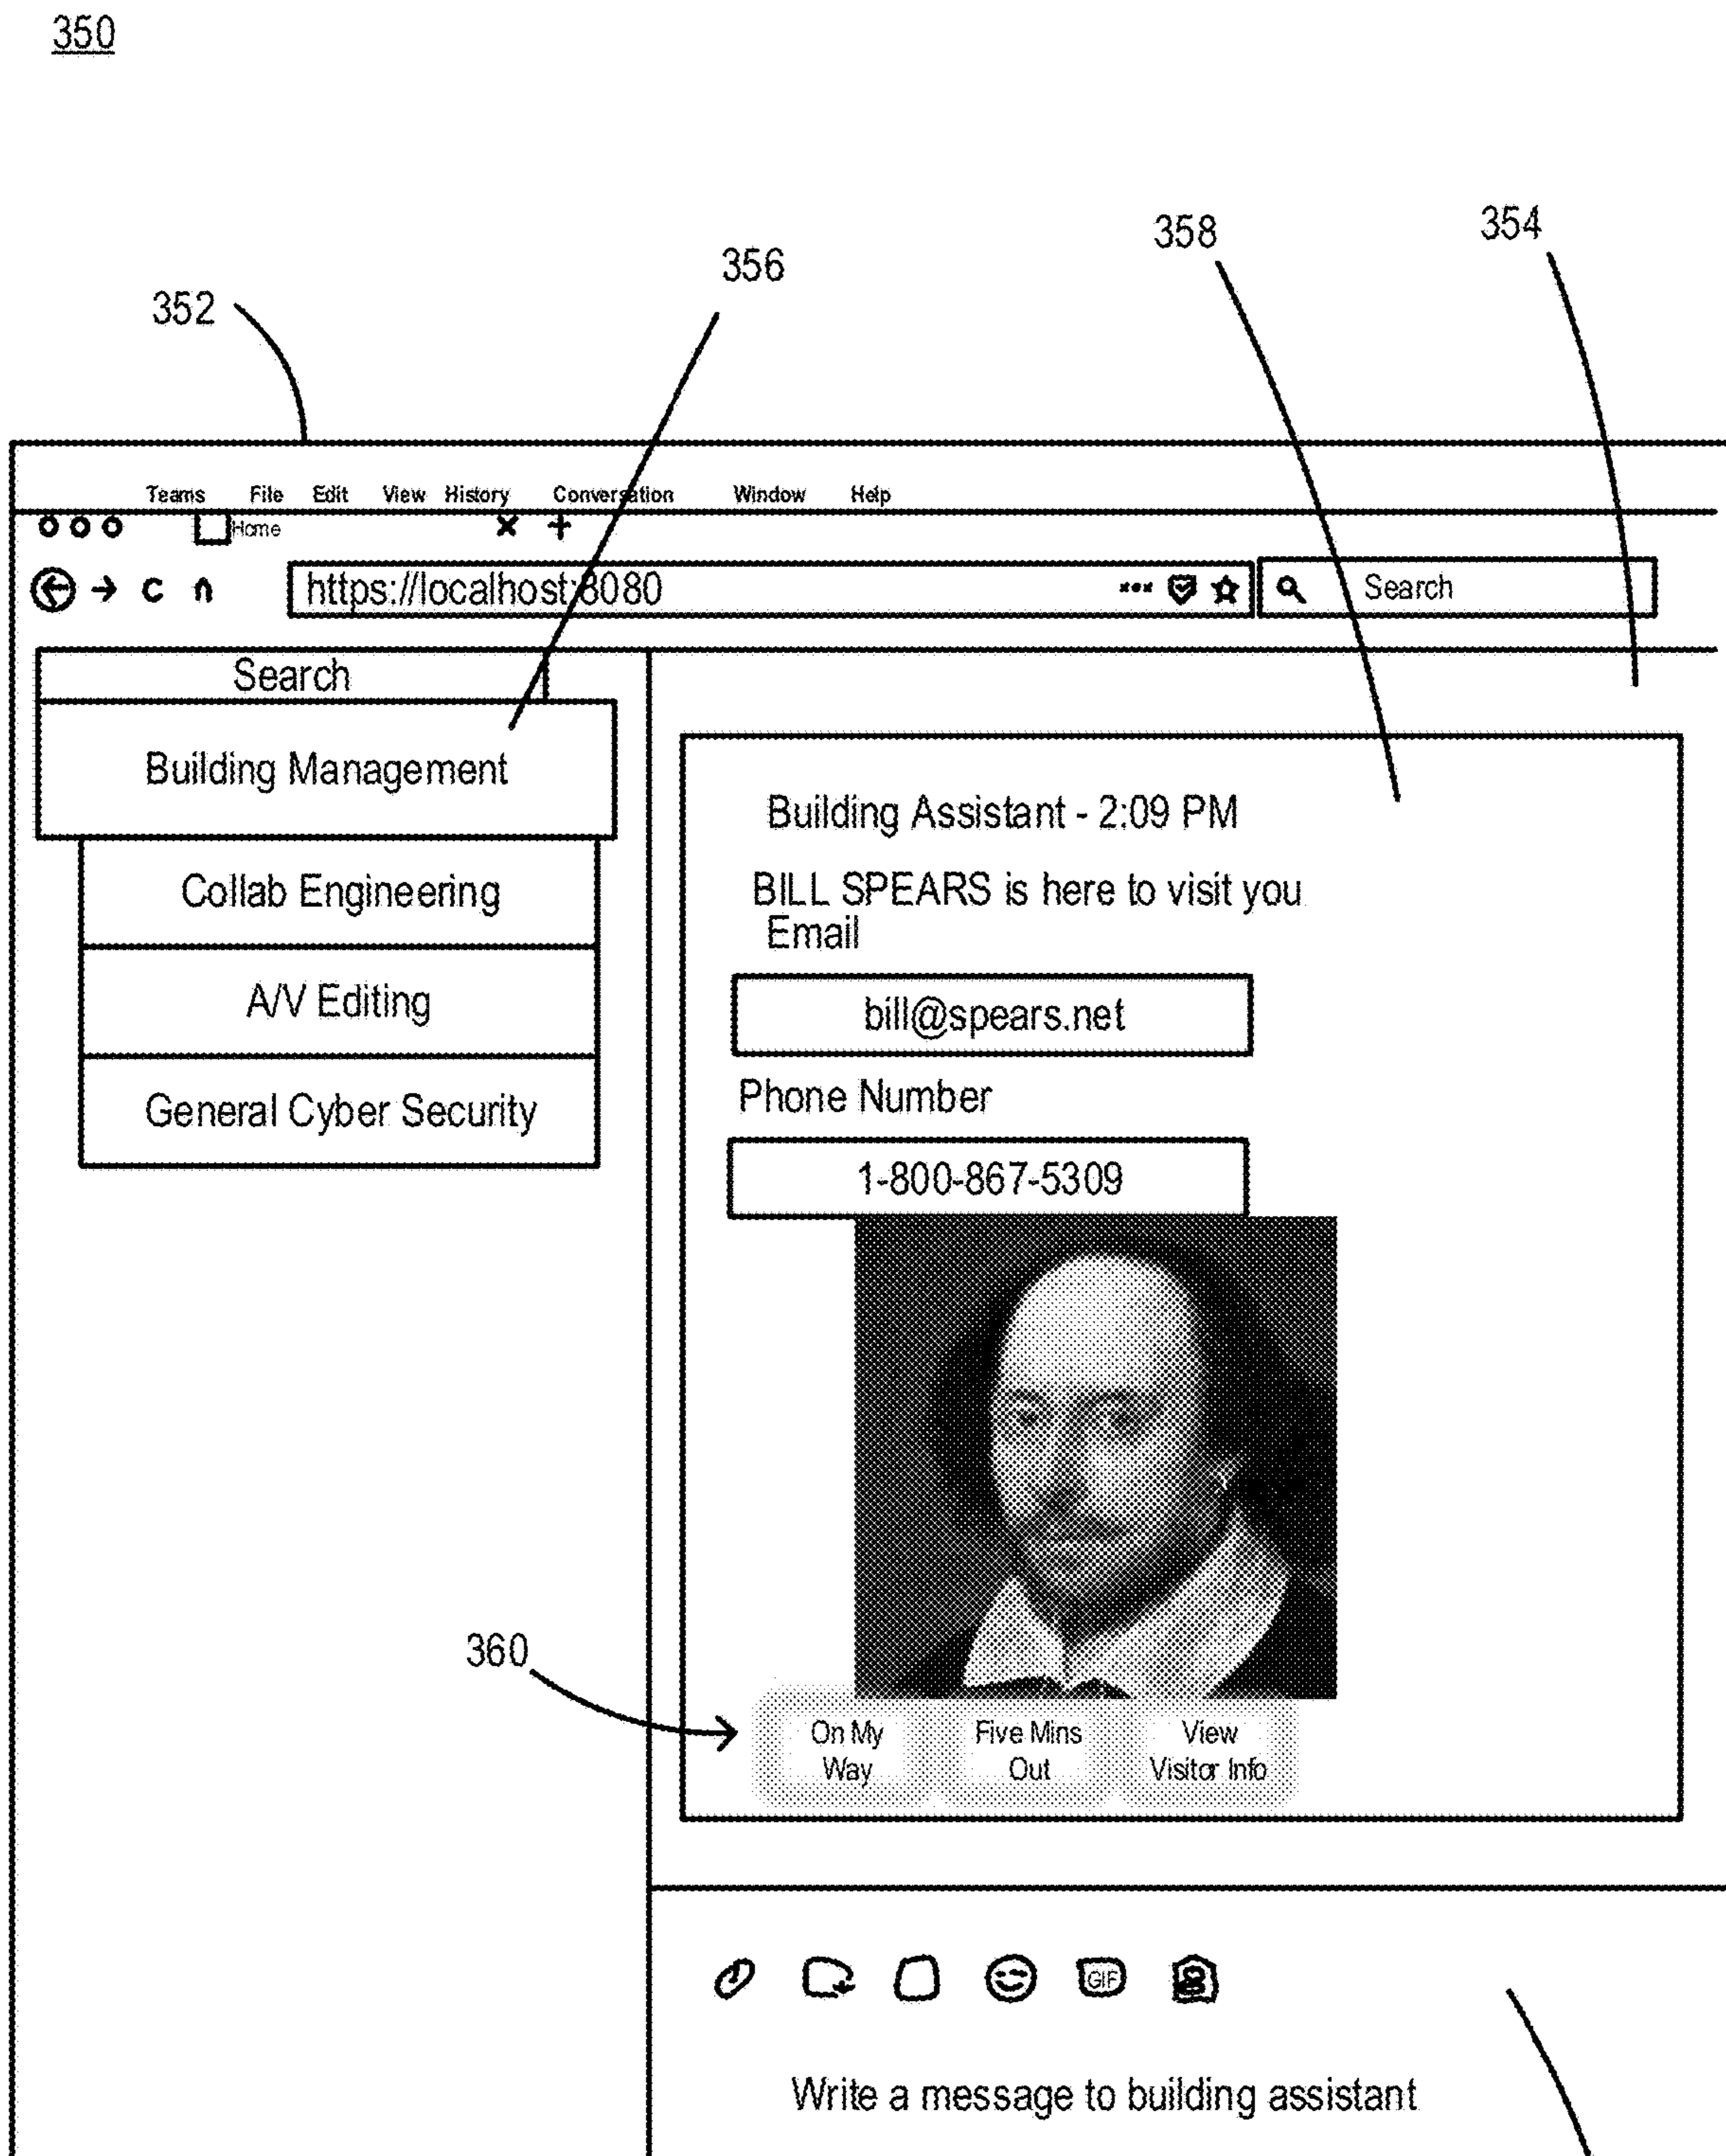 350
358
354
356
352
Teams File Edit View History Conversation Window Help
Home
https://localhost:8080
Search
Search
Building Management
Collab Engineering
A/V Editing
General Cyber Security
Building Assistant - 2:09 PM
BILL SPEARS is here to visit you
Email
bill@spears.net
Phone Number
1-800-867-5309
360
On My
Way
Five Mins
Out
View
Visitor Info
GIF
Write a message to building assistant